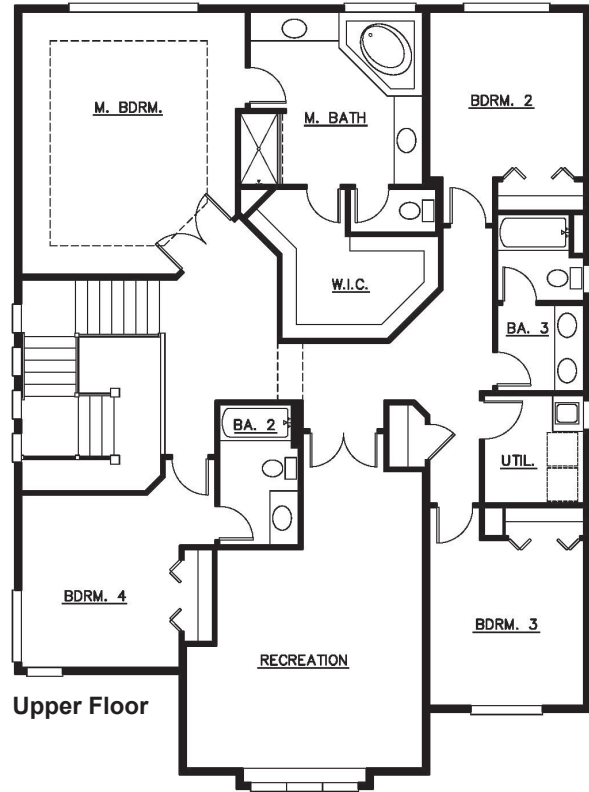 BDRM. 2
M. BDRM.
M. BATH
W.I.C.
BA. 3
BA. 2
UTIL.
BDRM. 4
BDRM. 3
RECREATION
Upper Floor